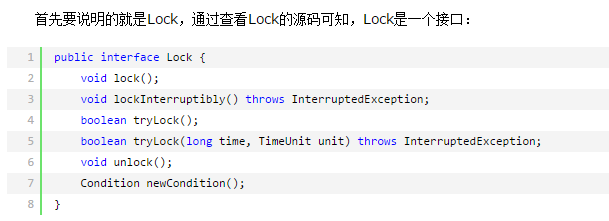 首先要说明的就是Lock，通过查看Lock的源码可知，Lock是一个接口：
1 public interface Lock {
2     void lock();
3     void lockInterruptibly() throws InterruptedException;
4     boolean tryLock();
5     boolean tryLock(long time, TimeUnit unit) throws InterruptedException;
6     void unlock();
7     Condition newCondition();
8 }